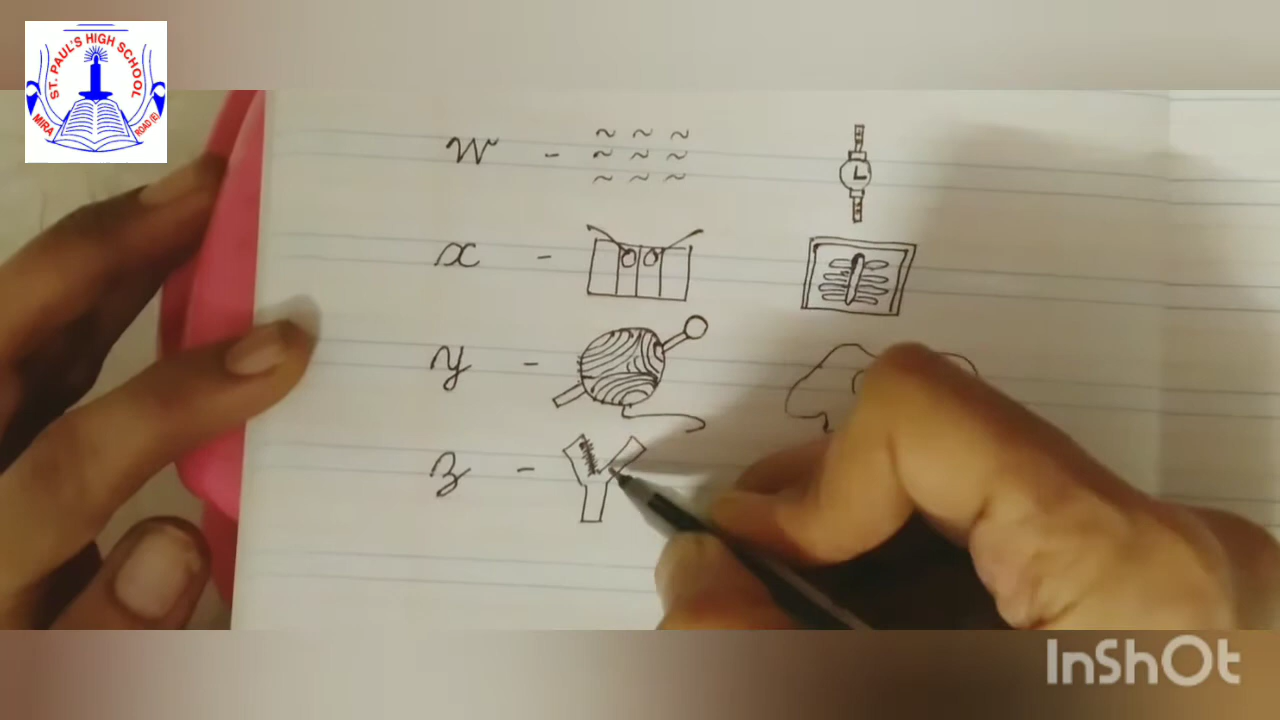 ST. PAUL'S HIGH SCHOOL
MIRA ROAD (E)
w -
x -
y -
z -
InShOt